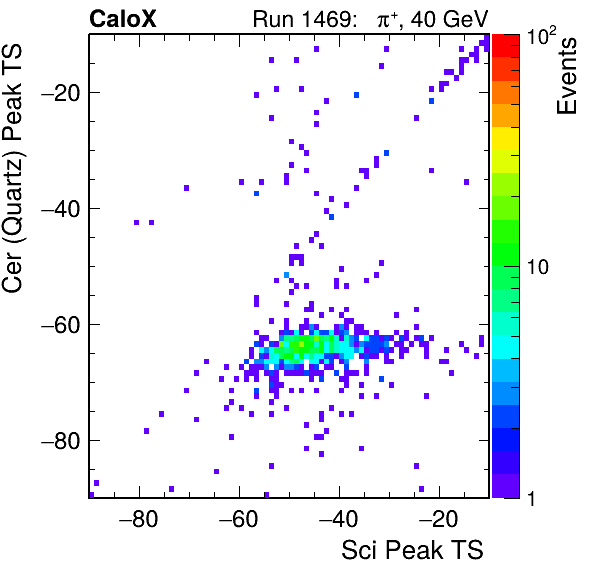 CaloX Run 1469: π⁺, 40 GeV
10²
Events
Cer (Quartz) Peak TS
−20
−40
10
−60
−80
1
−80 −60 −40 −20
Sci Peak TS